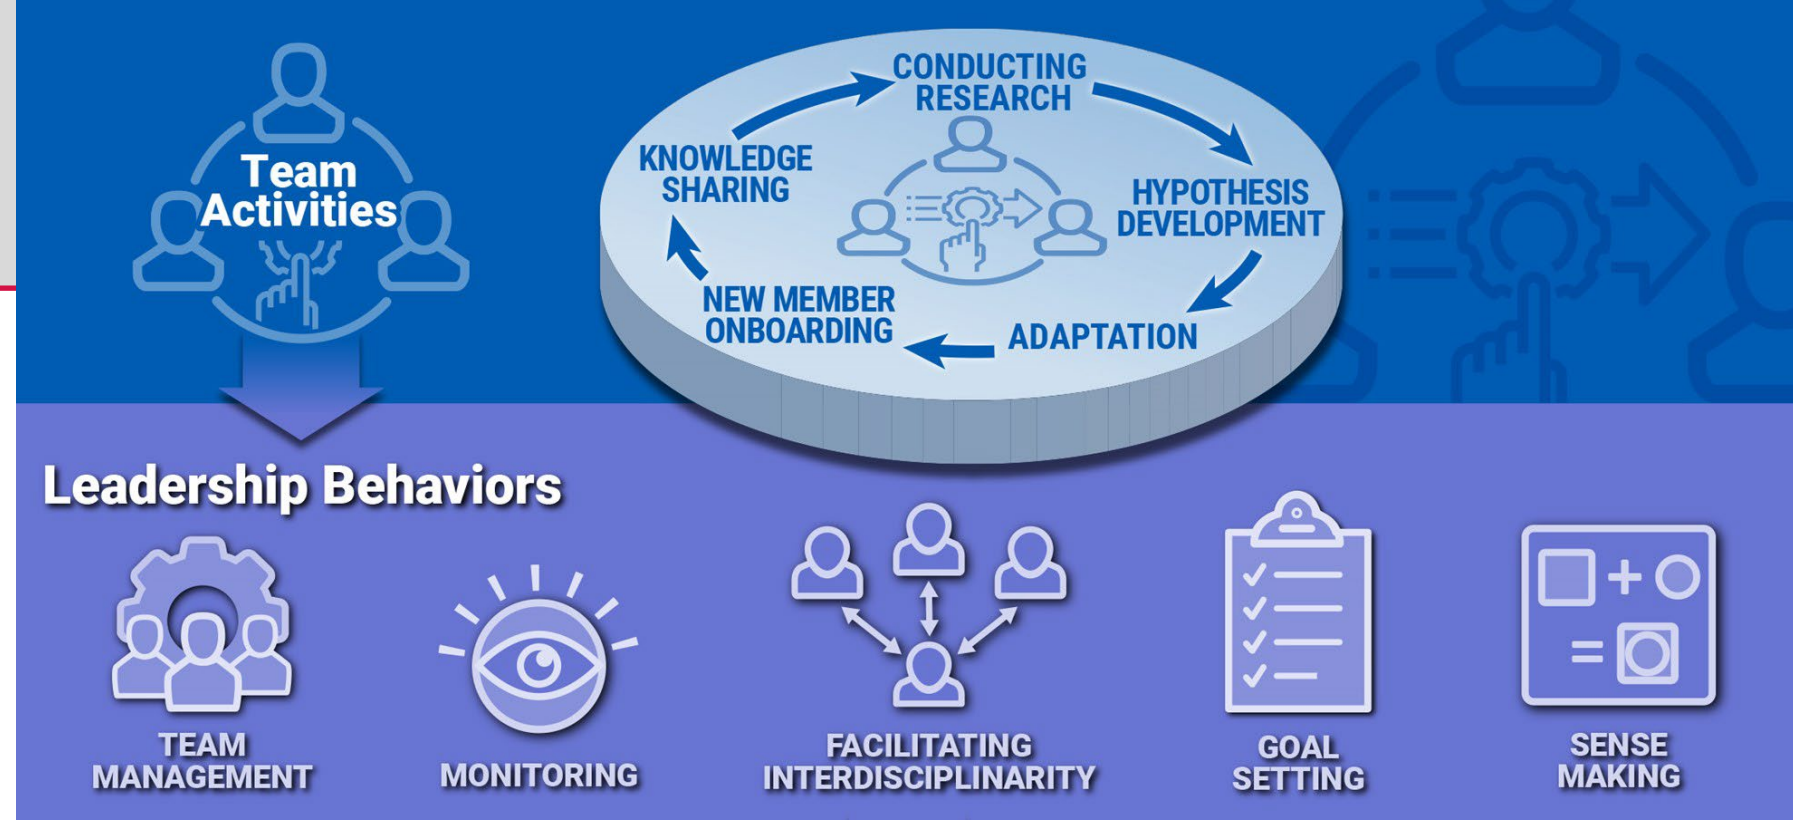 Team
Activities
CONDUCTING
RESEARCH
HYPOTHESIS
DEVELOPMENT
ADAPTATION
NEW MEMBER
ONBOARDING
KNOWLEDGE
SHARING
Leadership Behaviors
TEAM
MANAGEMENT
MONITORING
FACILITATING
INTERDISCIPLINARITY
GOAL
SETTING
SENSE
MAKING